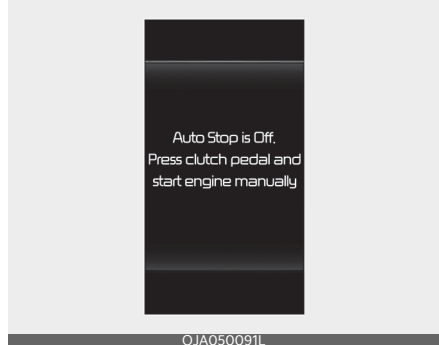 Auto Stop is Off.
Press clutch pedal and
start engine manually
OJA050091L